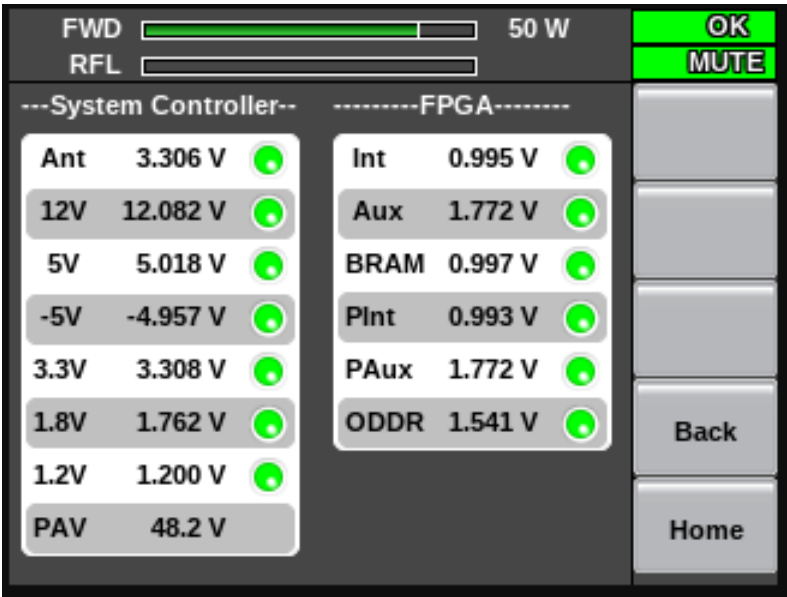 FWD 50 W OK
RFL MUTE
---System Controller-- ---------FPGA--------
Ant 3.306 V Int 0.995 V
12V 12.082 V Aux 1.772 V
5V 5.018 V BRAM 0.997 V
-5V -4.957 V PInt 0.993 V
3.3V 3.308 V PAux 1.772 V
1.8V 1.762 V ODDR 1.541 V
1.2V 1.200 V
PAV 48.2 V
Back
Home